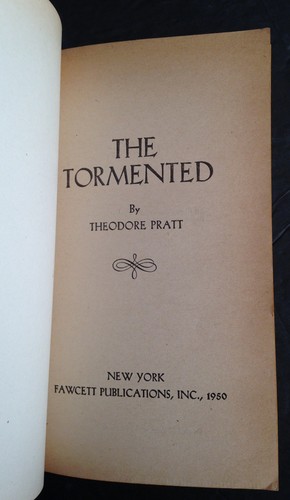 THE
TORMENTED
By
THEODORE PRATT
NEW YORK
FAWCETT PUBLICATIONS, INC., 1950